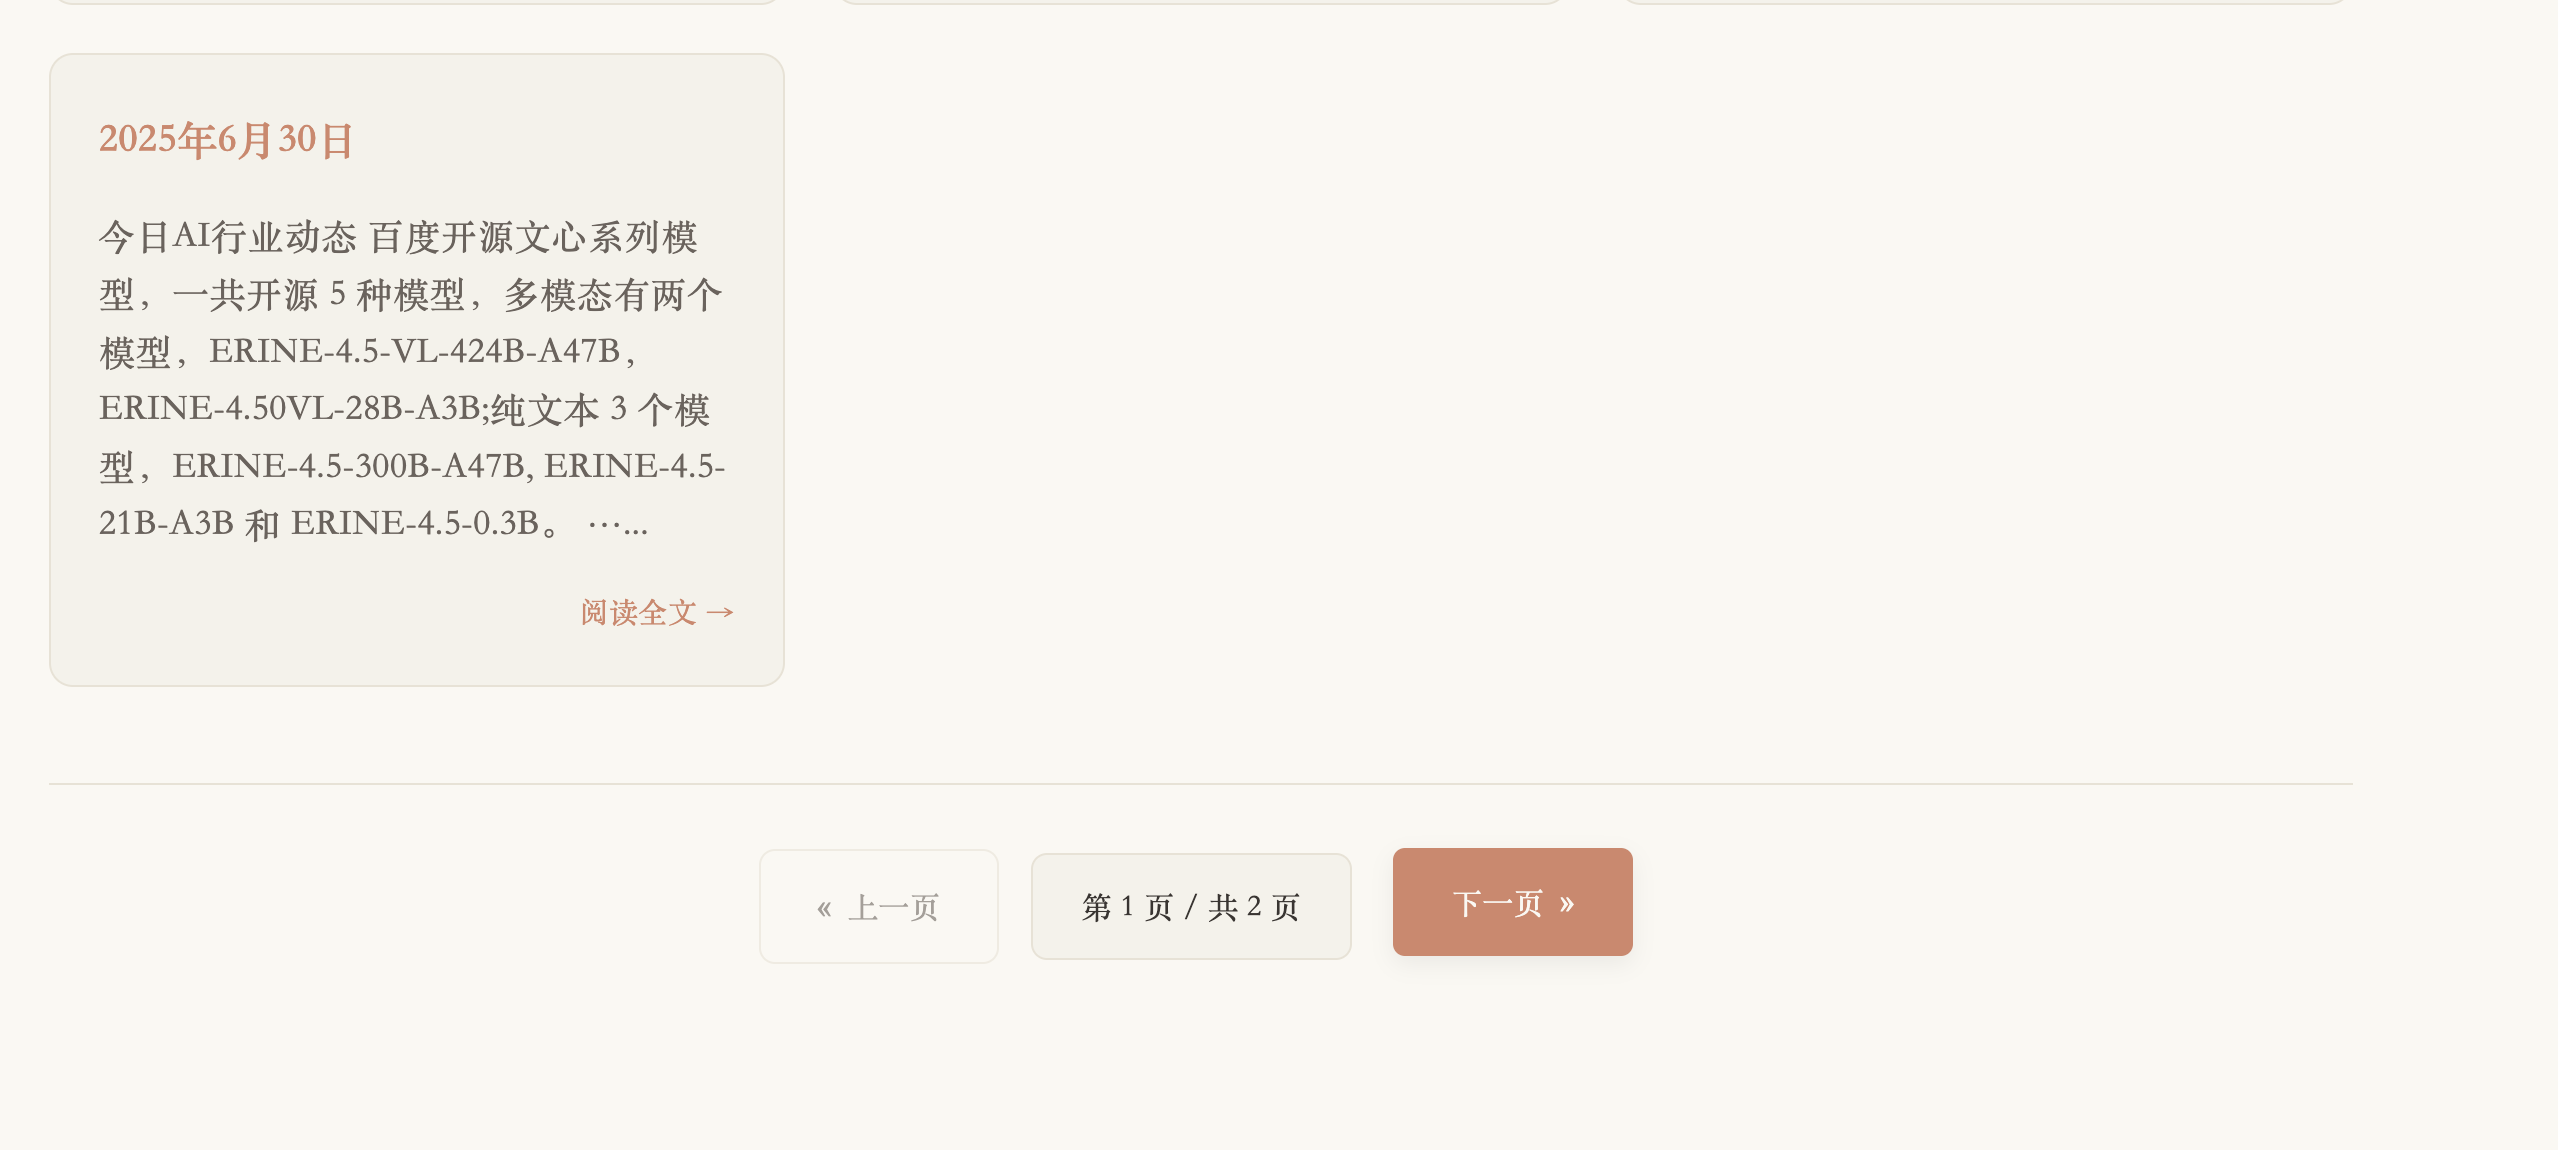 2025年6月30日
今日AI行业动态 百度开源文心系列模
型，一共开源 5 种模型，多模态有两个
模型，ERINE-4.5-VL-424B-A47B，
ERINE-4.50VL-28B-A3B;纯文本 3 个模
型，ERINE-4.5-300B-A47B, ERINE-4.5-
21B-A3B 和 ERINE-4.5-0.3B。 …...
阅读全文 →
« 上一页
第 1 页 / 共 2 页
下一页 »